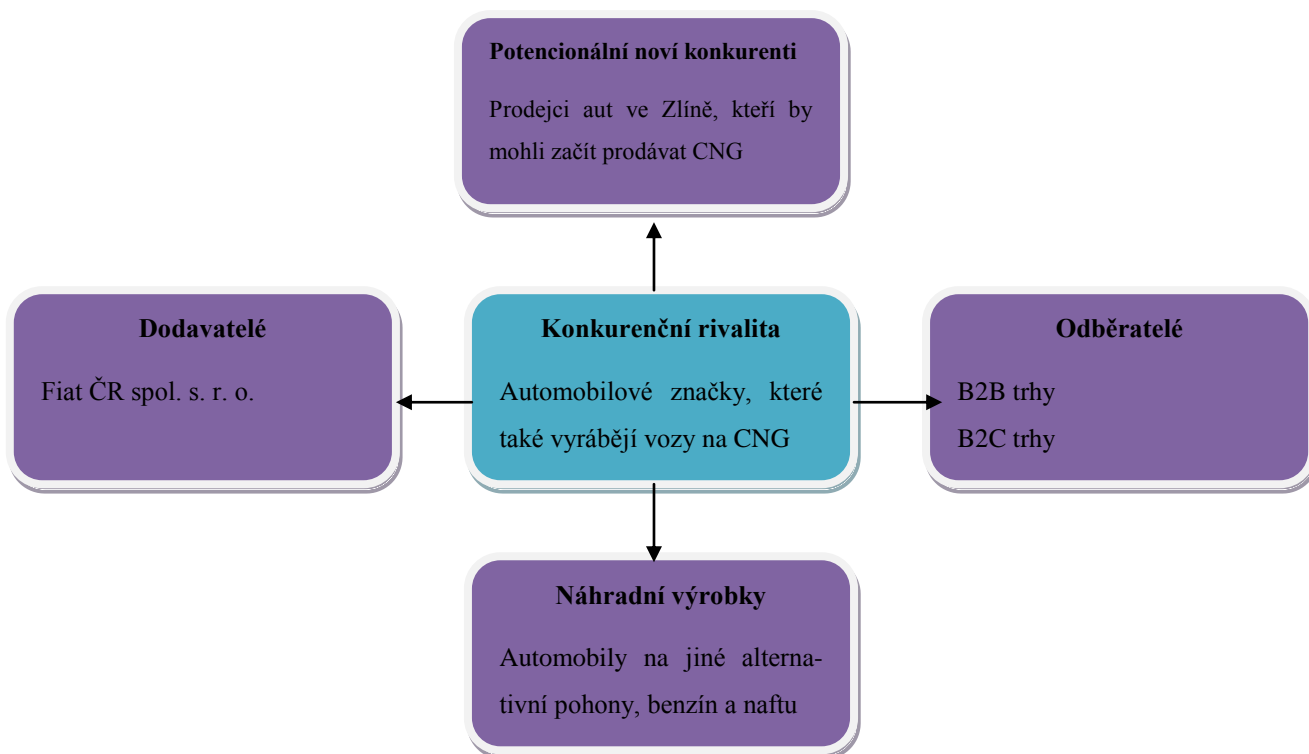 Potencionální noví konkurenti
Prodejci aut ve Zlíně, kteří by
mohli začít prodávat CNG
Dodavatelé
Fiat ČR spol. s. r. o.
Konkurenční rivalita
Automobilové značky, které
také vyrábějí vozy na CNG
Odběratelé
B2B trhy
B2C trhy
Náhradní výrobky
Automobily na jiné alterna-
tivní pohony, benzín a naftu